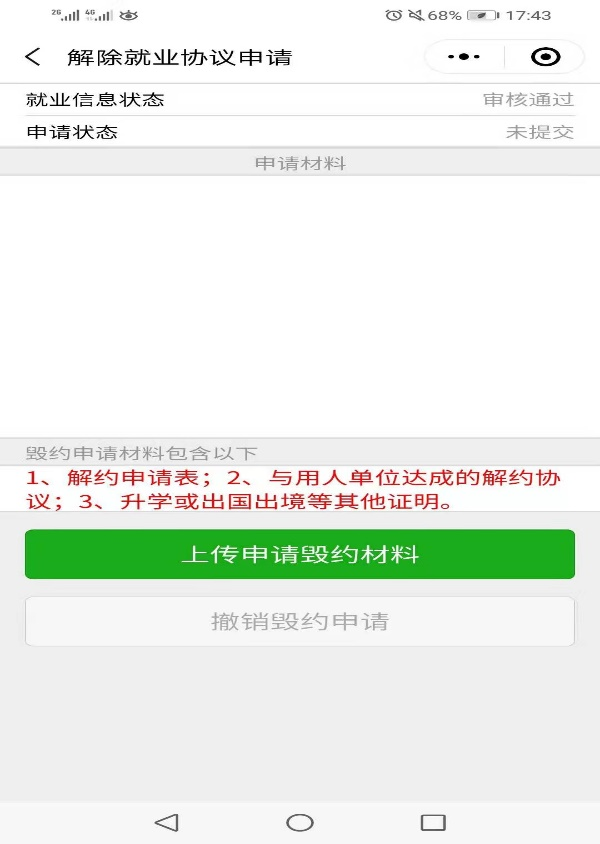 2G 4G 68% 17:43
解除就业协议申请
就业信息状态 审核通过
申请状态 未提交
申请材料
毁约申请材料包含以下
1、解约申请表；2、与用人单位达成的解约协
议；3、升学或出国出境等其他证明。
上传申请毁约材料
撤销毁约申请